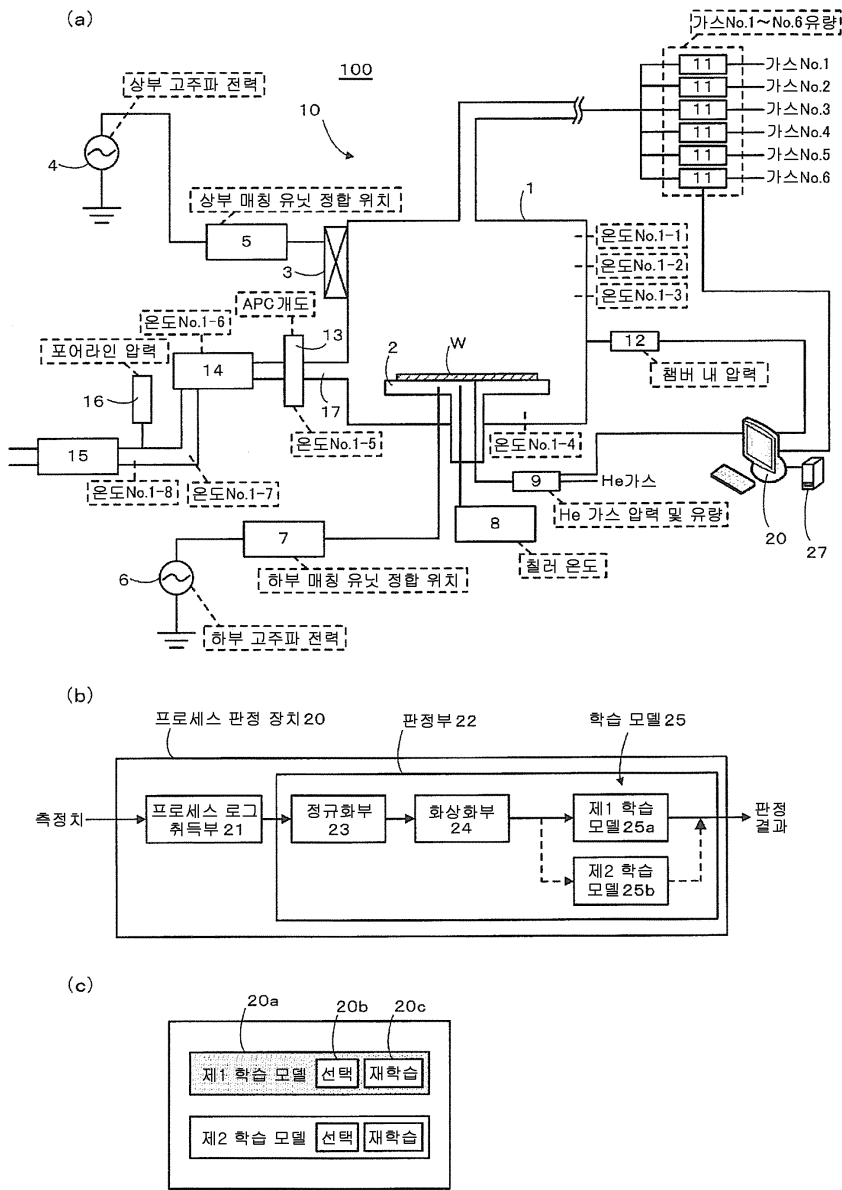 (a)
100
10
상부 고주파 전력
4
상부 매칭 유닛 정합 위치
5
3
1
가스No.1~No.6유량
11 가스No.1
11 가스No.2
11 가스No.3
11 가스No.4
11 가스No.5
11 가스No.6
온도No.1-1
온도No.1-2
온도No.1-3
온도No.1-6
APC개도
13
포어라인 압력
14
16
17
15
온도No.1-5
온도No.1-8
온도No.1-7
2
W
12
챔버 내 압력
온도No.1-4
9
He가스
He 가스 압력 및 유량
20
27
8
칠러 온도
7
하부 매칭 유닛 정합 위치
6
하부 고주파 전력
(b)
프로세스 판정 장치20
판정부22
학습 모델25
측정치
프로세스 로그
취득부21
정규화부
23
화상화부
24
제1 학습
모델25a
제2 학습
모델25b
판정
결과
(c)
20a
20b
20c
제1 학습 모델 선택 재학습
제2 학습 모델 선택 재학습